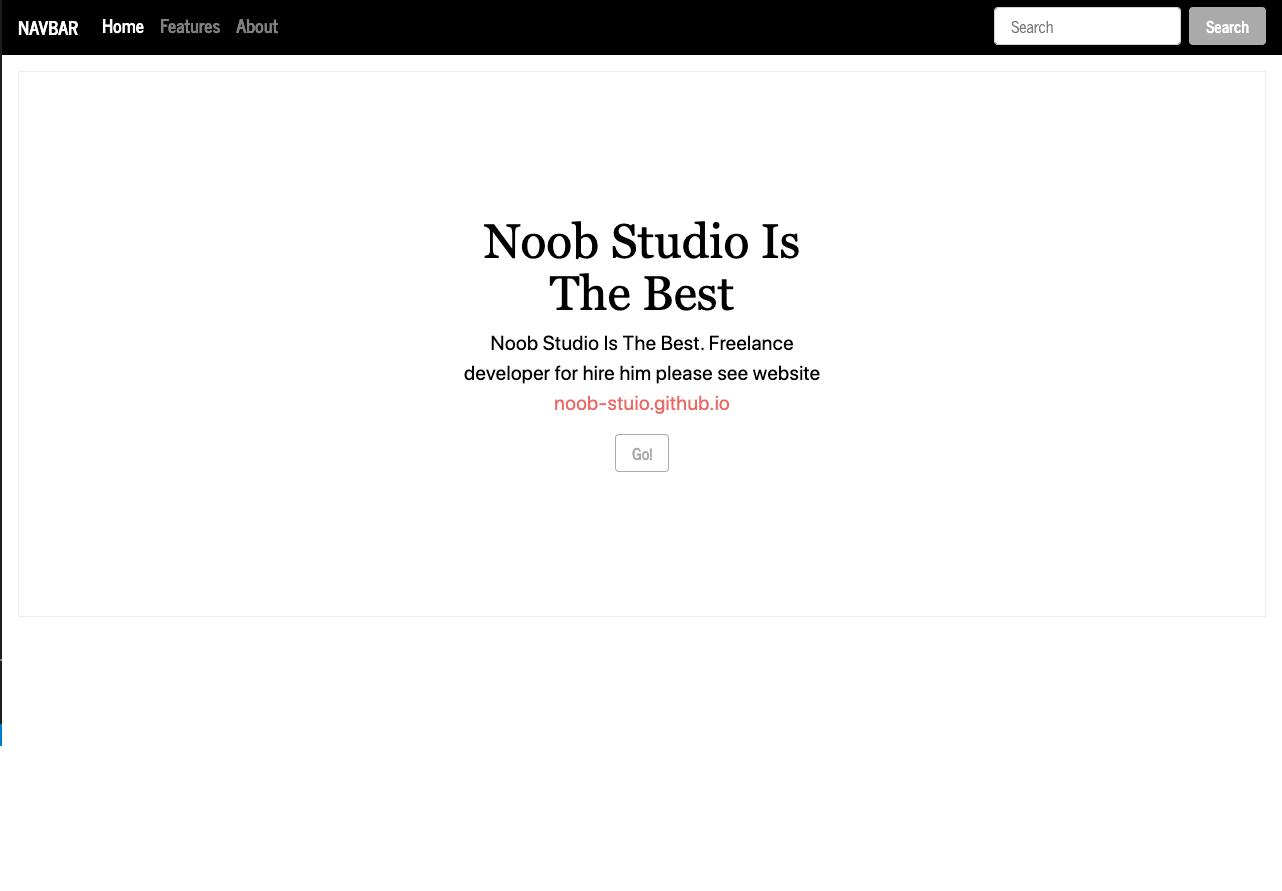 NAVBAR Home Features About Search Search
Noob Studio Is
The Best
Noob Studio Is The Best. Freelance
developer for hire him please see website
noob-stuio.github.io
Go!